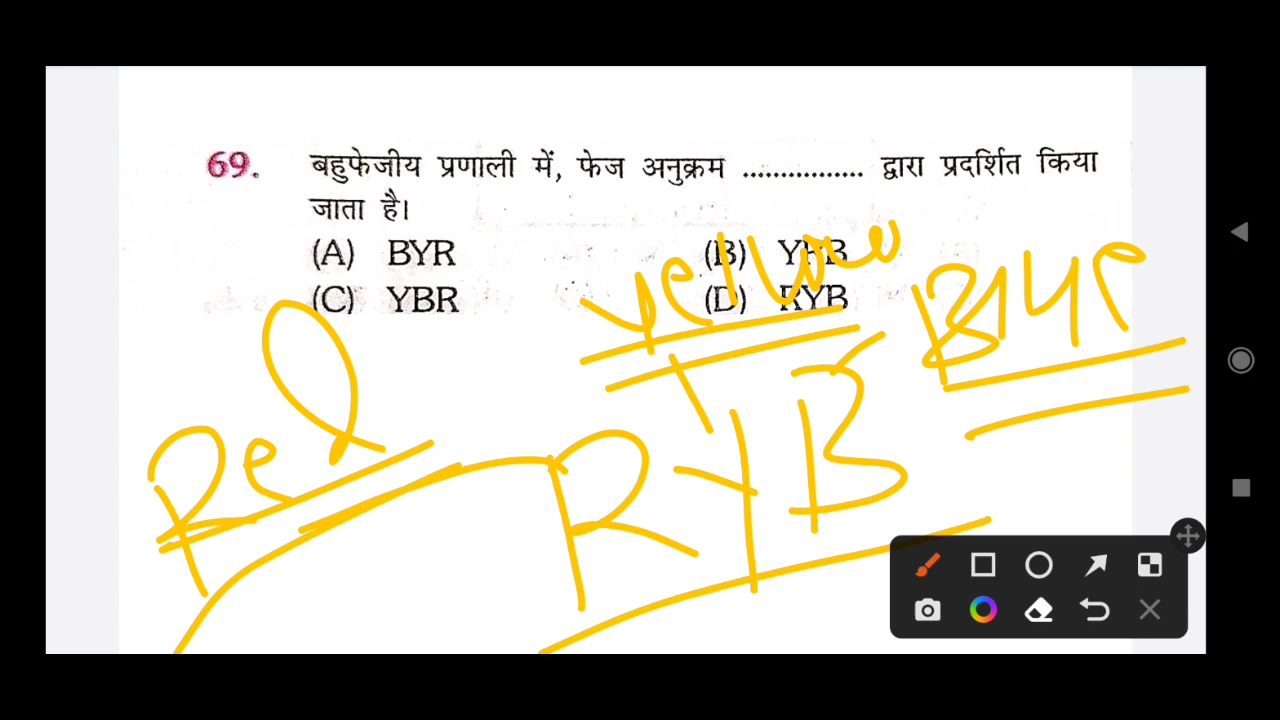 69. बहुफेजीय प्रणाली में, फेज अनुक्रम ................ द्वारा प्रदर्शित किया
जाता है।
(A) BYR (B) YRB
(C) YBR (D) RYB
yellow Blue
Red
RYB